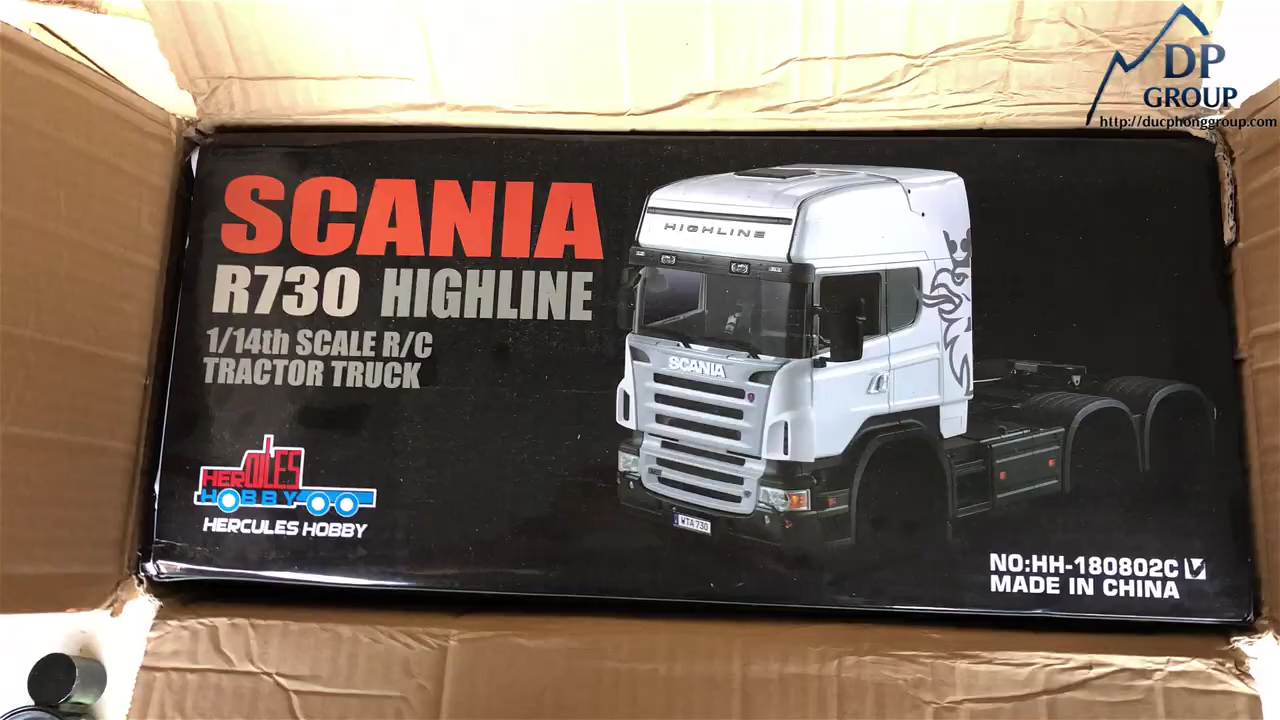 DP
GROUP
http://ducphonggroup.com
SCANIA
R730 HIGHLINE
1/14th SCALE R/C
TRACTOR TRUCK
HIGHLINE
SCANIA
WTA 730
HERCULES
HOBBY
HERCULES HOBBY
NO:HH-180802C
MADE IN CHINA